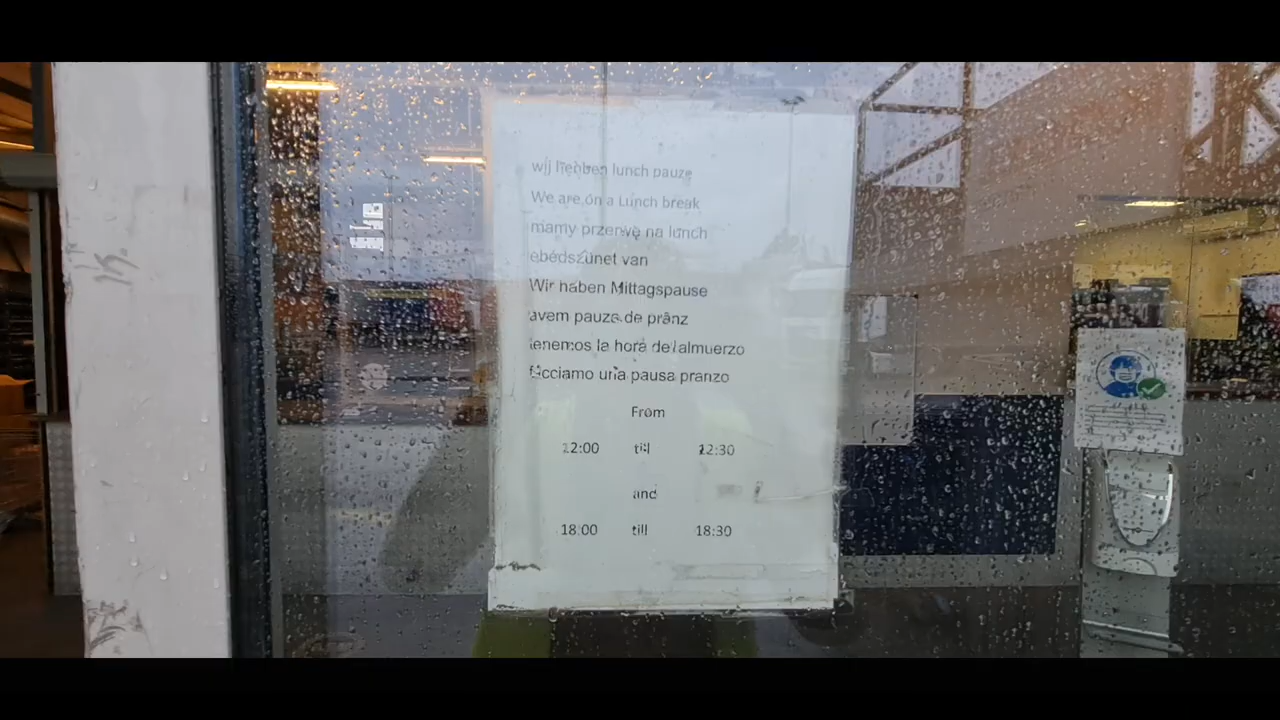 wij hebben lunch pauze
We are on a Lunch break
mamy przerwę na lunch
ebédszünet van
Wir haben Mittagspause
avem pauza de prânz
tenemos la hora del almuerzo
facciamo una pausa pranzo
From
12:00 till 12:30
and
18:00 till 18:30